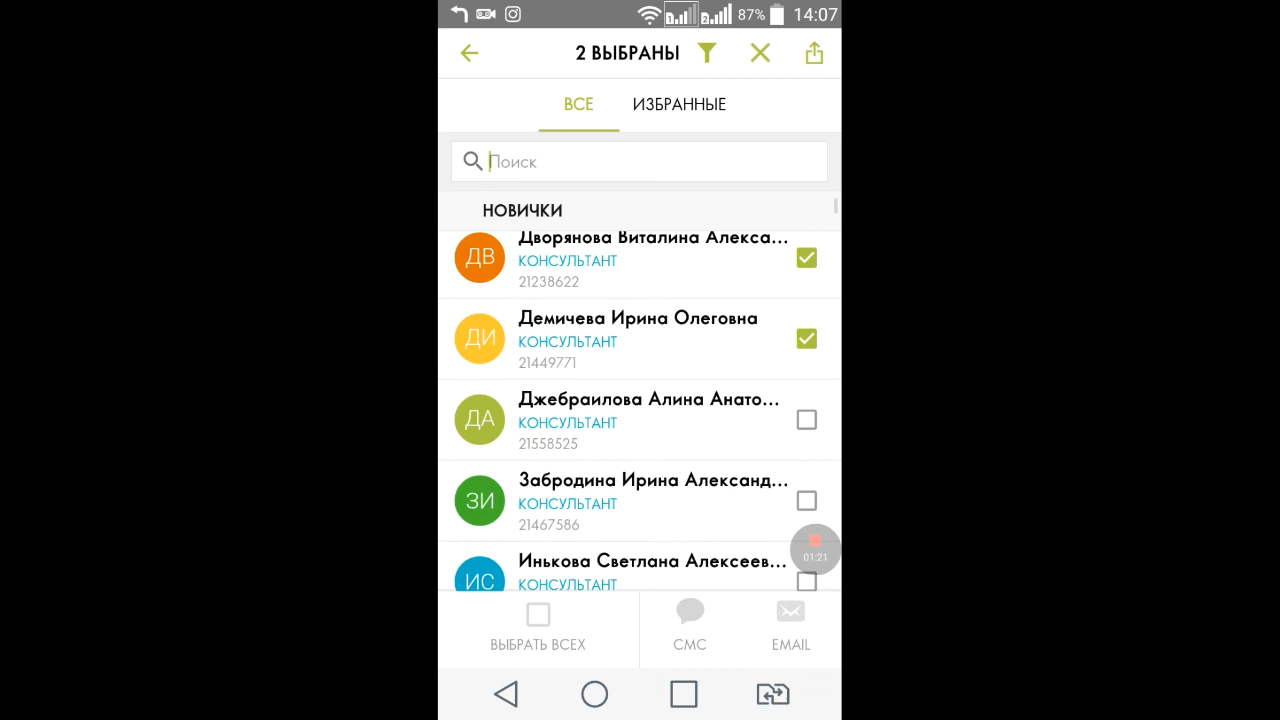 87% 14:07
2 ВЫБРАНЫ
ВСЕ ИЗБРАННЫЕ
Поиск
НОВИЧКИ
Дворянова Виталина Алекса...
ДВ
КОНСУЛЬТАНТ
21238622
Демичева Ирина Олеговна
ДИ
КОНСУЛЬТАНТ
21449771
Джебраилова Алина Анато...
ДА
КОНСУЛЬТАНТ
21558525
Забродина Ирина Александ...
ЗИ
КОНСУЛЬТАНТ
21467586
01:21
Инькова Светлана Алексеев...
ИС
КОНСУЛЬТАНТ
ВЫБРАТЬ ВСЕХ СМС EMAIL